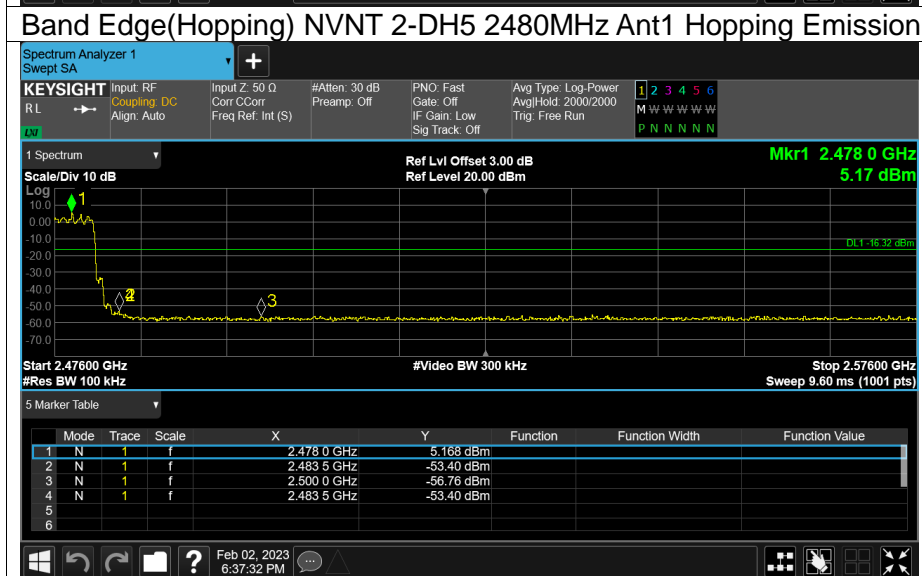 Band Edge(Hopping) NVNT 2-DH5 2480MHz Ant1 Hopping Emission
Spectrum Analyzer 1
Swept SA
+
KEYSIGHT Input: RF Input Z: 50 Ω #Atten: 30 dB PNO: Fast Avg Type: Log-Power 1 2 3 4 5 6
R L Coupling: DC Corr CCorr Preamp: Off Gate: Off Avg|Hold: 2000/2000 M W W W W W
Align: Auto Freq Ref: Int (S) IF Gain: Low Trig: Free Run
LXI Sig Track: Off P N N N N N
1 Spectrum Ref Lvl Offset 3.00 dB Mkr1 2.478 0 GHz
Scale/Div 10 dB Ref Level 20.00 dBm 5.17 dBm
Log
10.0 1
0.00
-10.0 DL1 -16.32 dBm
-20.0
-30.0
-40.0
-50.0 3
-60.0
-70.0
Start 2.47600 GHz #Video BW 300 kHz Stop 2.57600 GHz
#Res BW 100 kHz Sweep 9.60 ms (1001 pts)
5 Marker Table
Mode Trace Scale X Y Function Function Width Function Value
1 N 1 f 2.478 0 GHz 5.168 dBm
2 N 1 f 2.483 5 GHz -53.40 dBm
3 N 1 f 2.500 0 GHz -56.76 dBm
4 N 1 f 2.483 5 GHz -53.40 dBm
5
6
? Feb 02, 2023
6:37:32 PM